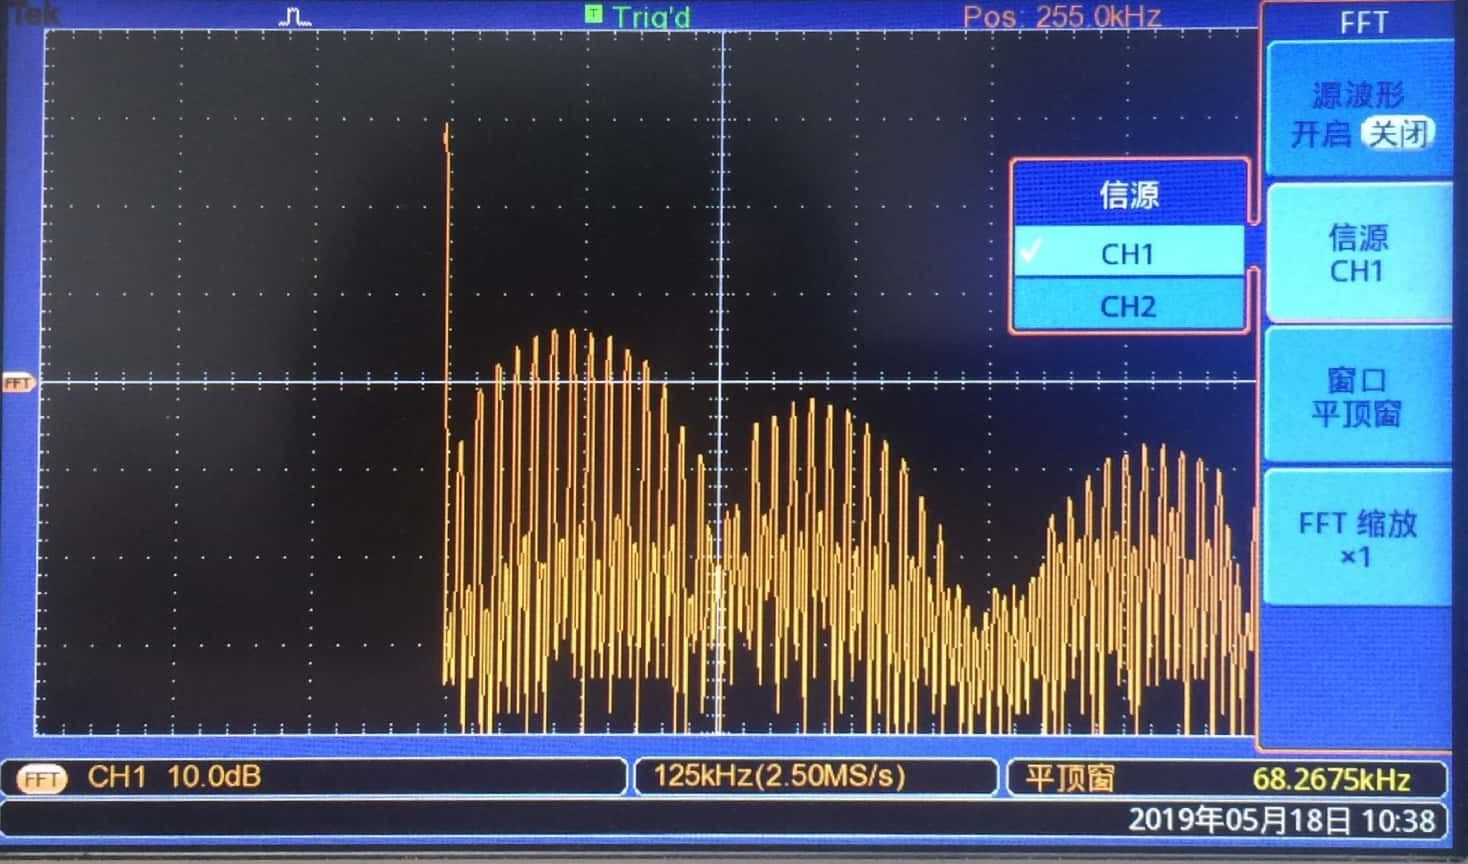 Tek
T Trig'd
Pos: 255.0kHz
FFT
源波形
开启 关闭
信源
CH1
CH2
信源
CH1
窗口
平顶窗
FFT 缩放
×1
FFT
FFT CH1 10.0dB
125kHz(2.50MS/s)
平顶窗 68.2675kHz
2019年05月18日 10:38